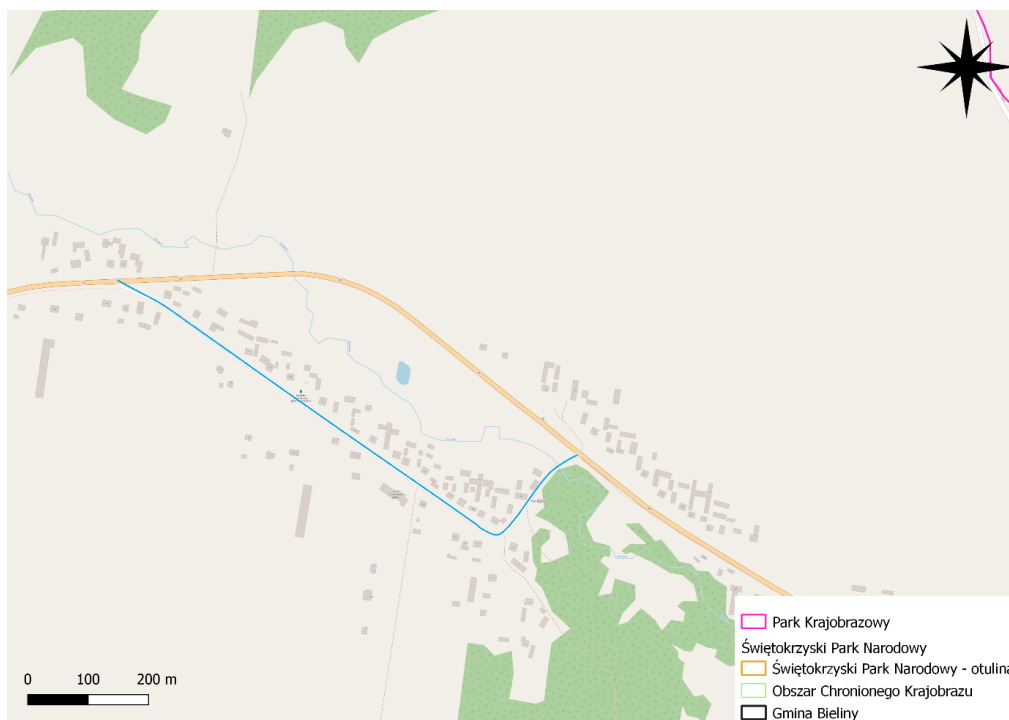 0 100 200 m
Park Krajobrazowy
Świętokrzyski Park Narodowy
Świętokrzyski Park Narodowy - otulina
Obszar Chronionego Krajobrazu
Gmina Bieliny